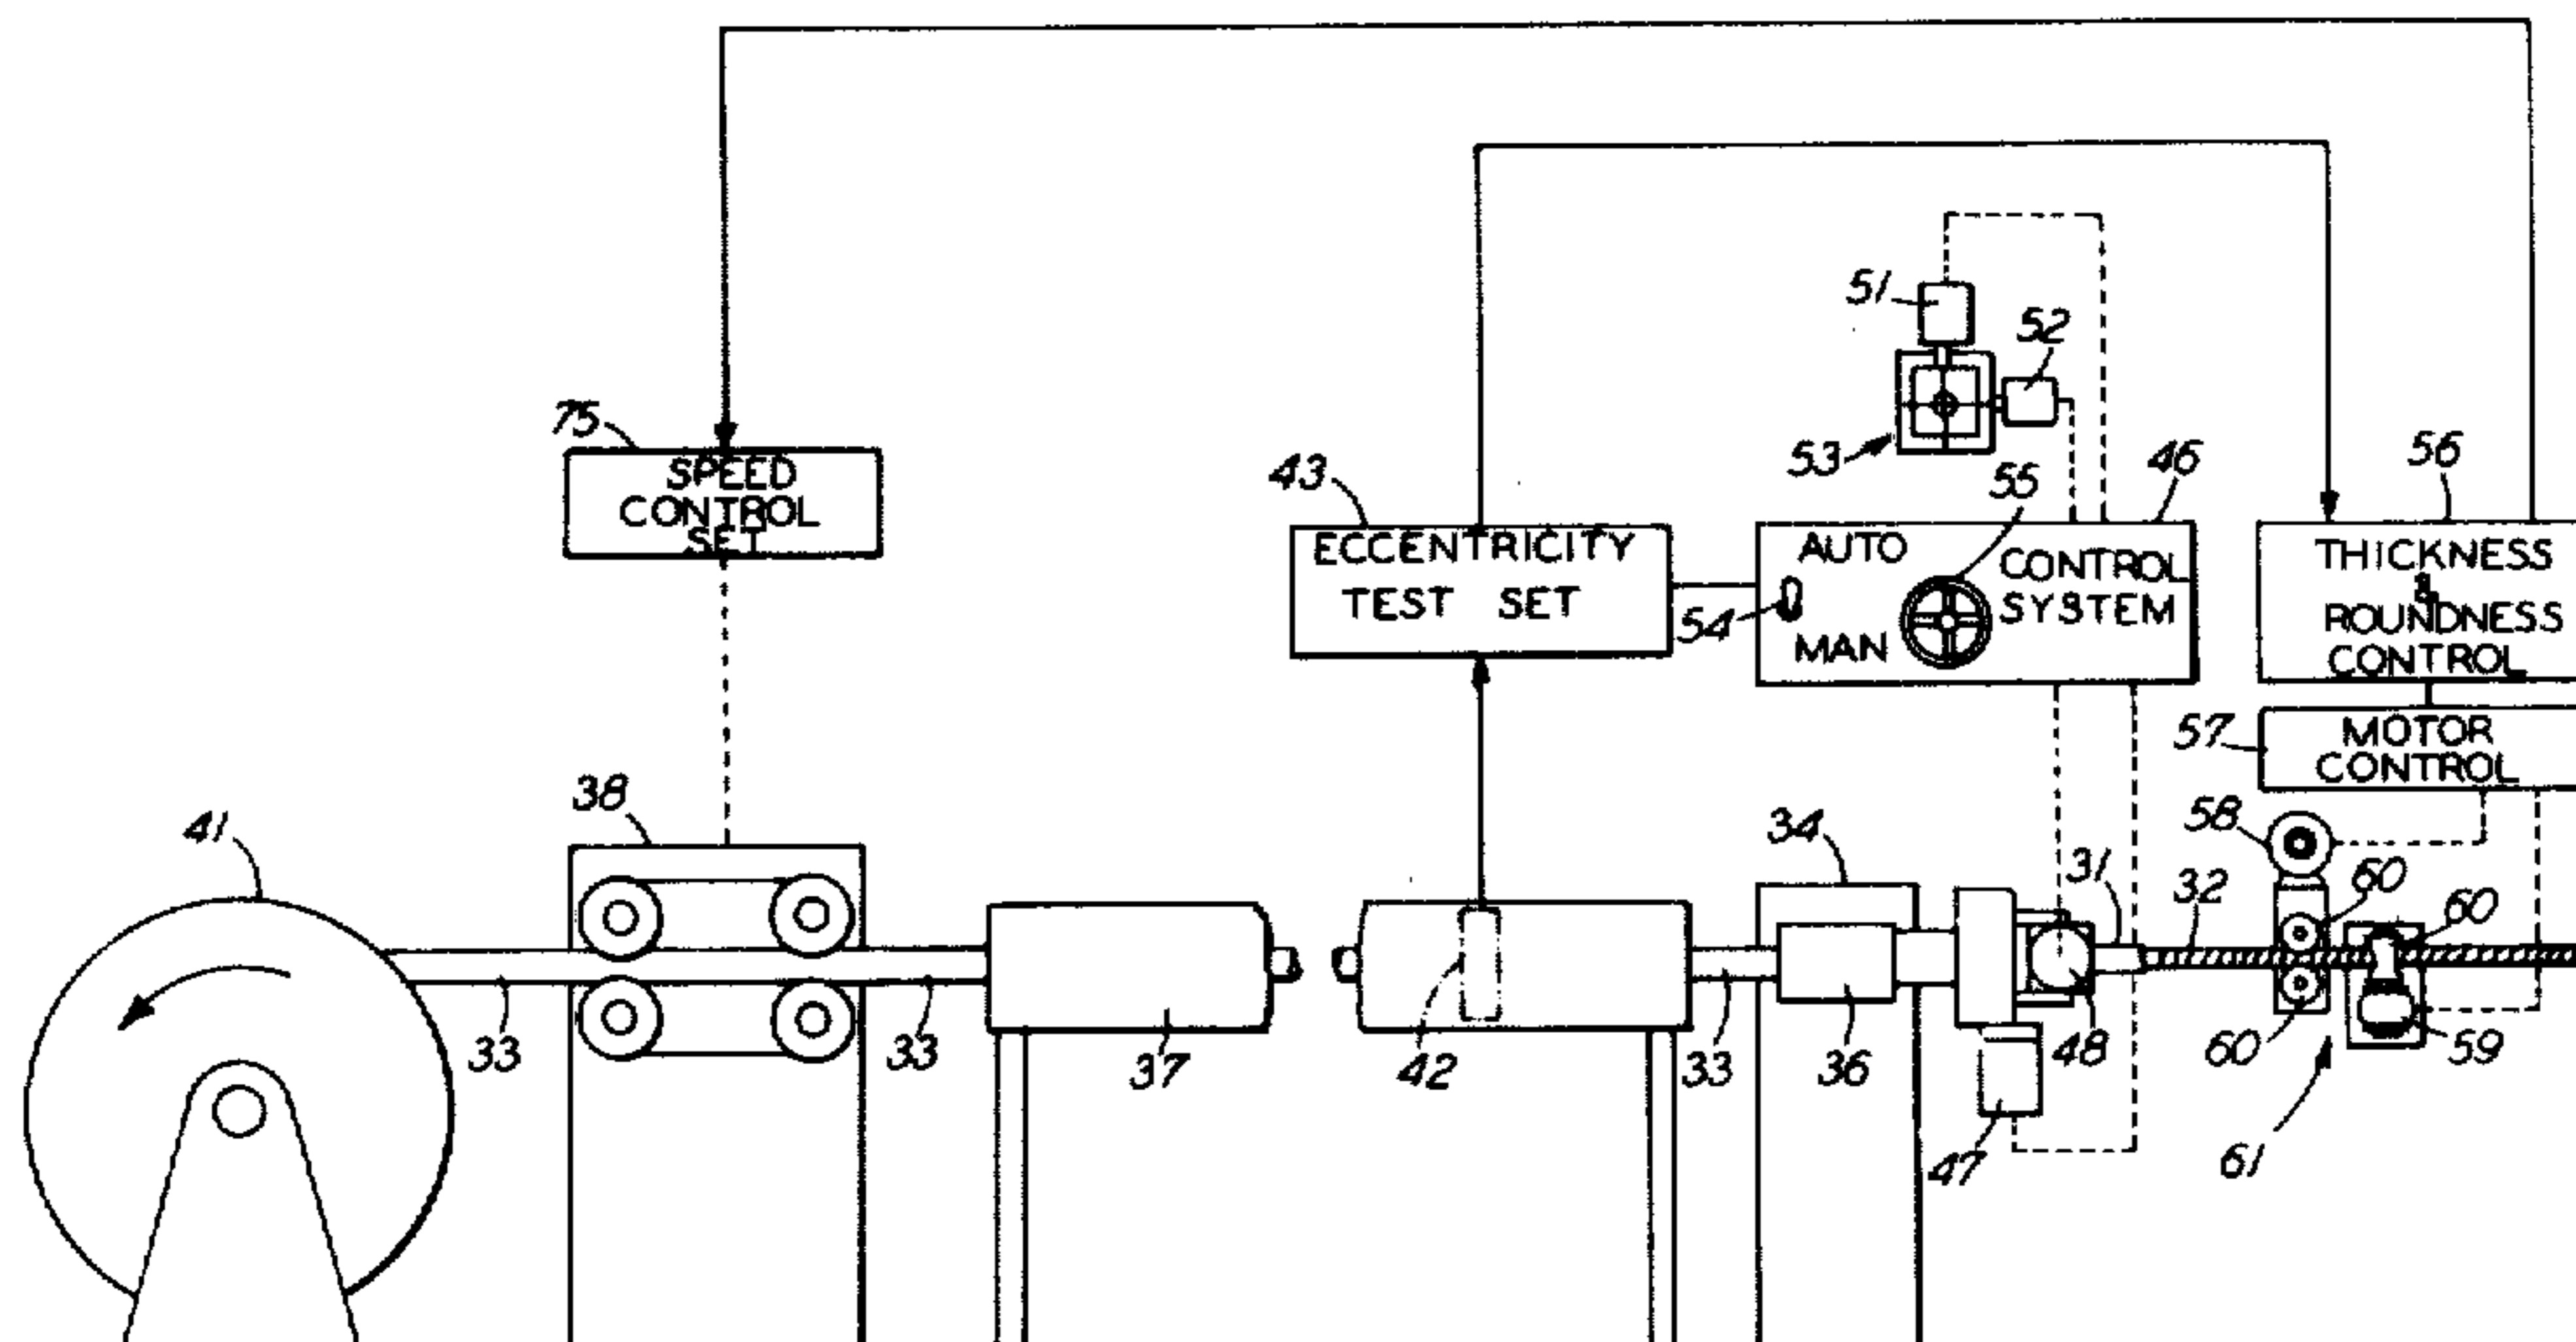 51
52
75
SPEED
CONTROL
SET
53
55
43
46
56
ECCENTRICITY
TEST SET
AUTO
CONTROL
SYSTEM
54
MAN
THICKNESS
&
ROUNDNESS
CONTROL
57
MOTOR
CONTROL
38
41
34
58
31
32
60
60
33
33
37
42
33
36
48
60
59
47
61